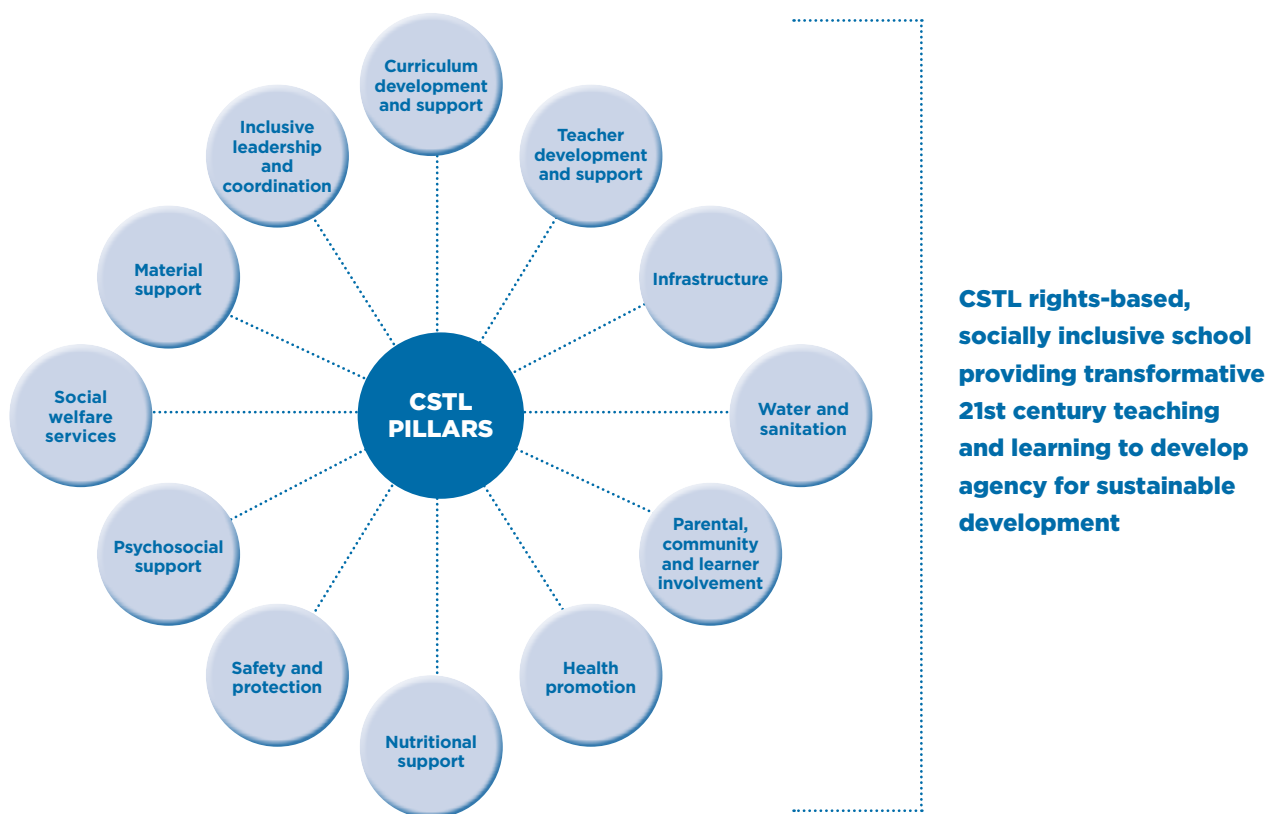 CSTL
PILLARS
Curriculum
development
and support
Teacher
development
and support
Infrastructure
Water and
sanitation
Parental,
community
and learner
involvement
Health
promotion
Nutritional
support
Safety and
protection
Psychosocial
support
Social
welfare
services
Material
support
Inclusive
leadership
and
coordination
CSTL rights-based,
socially inclusive school
providing transformative
21st century teaching
and learning to develop
agency for sustainable
development